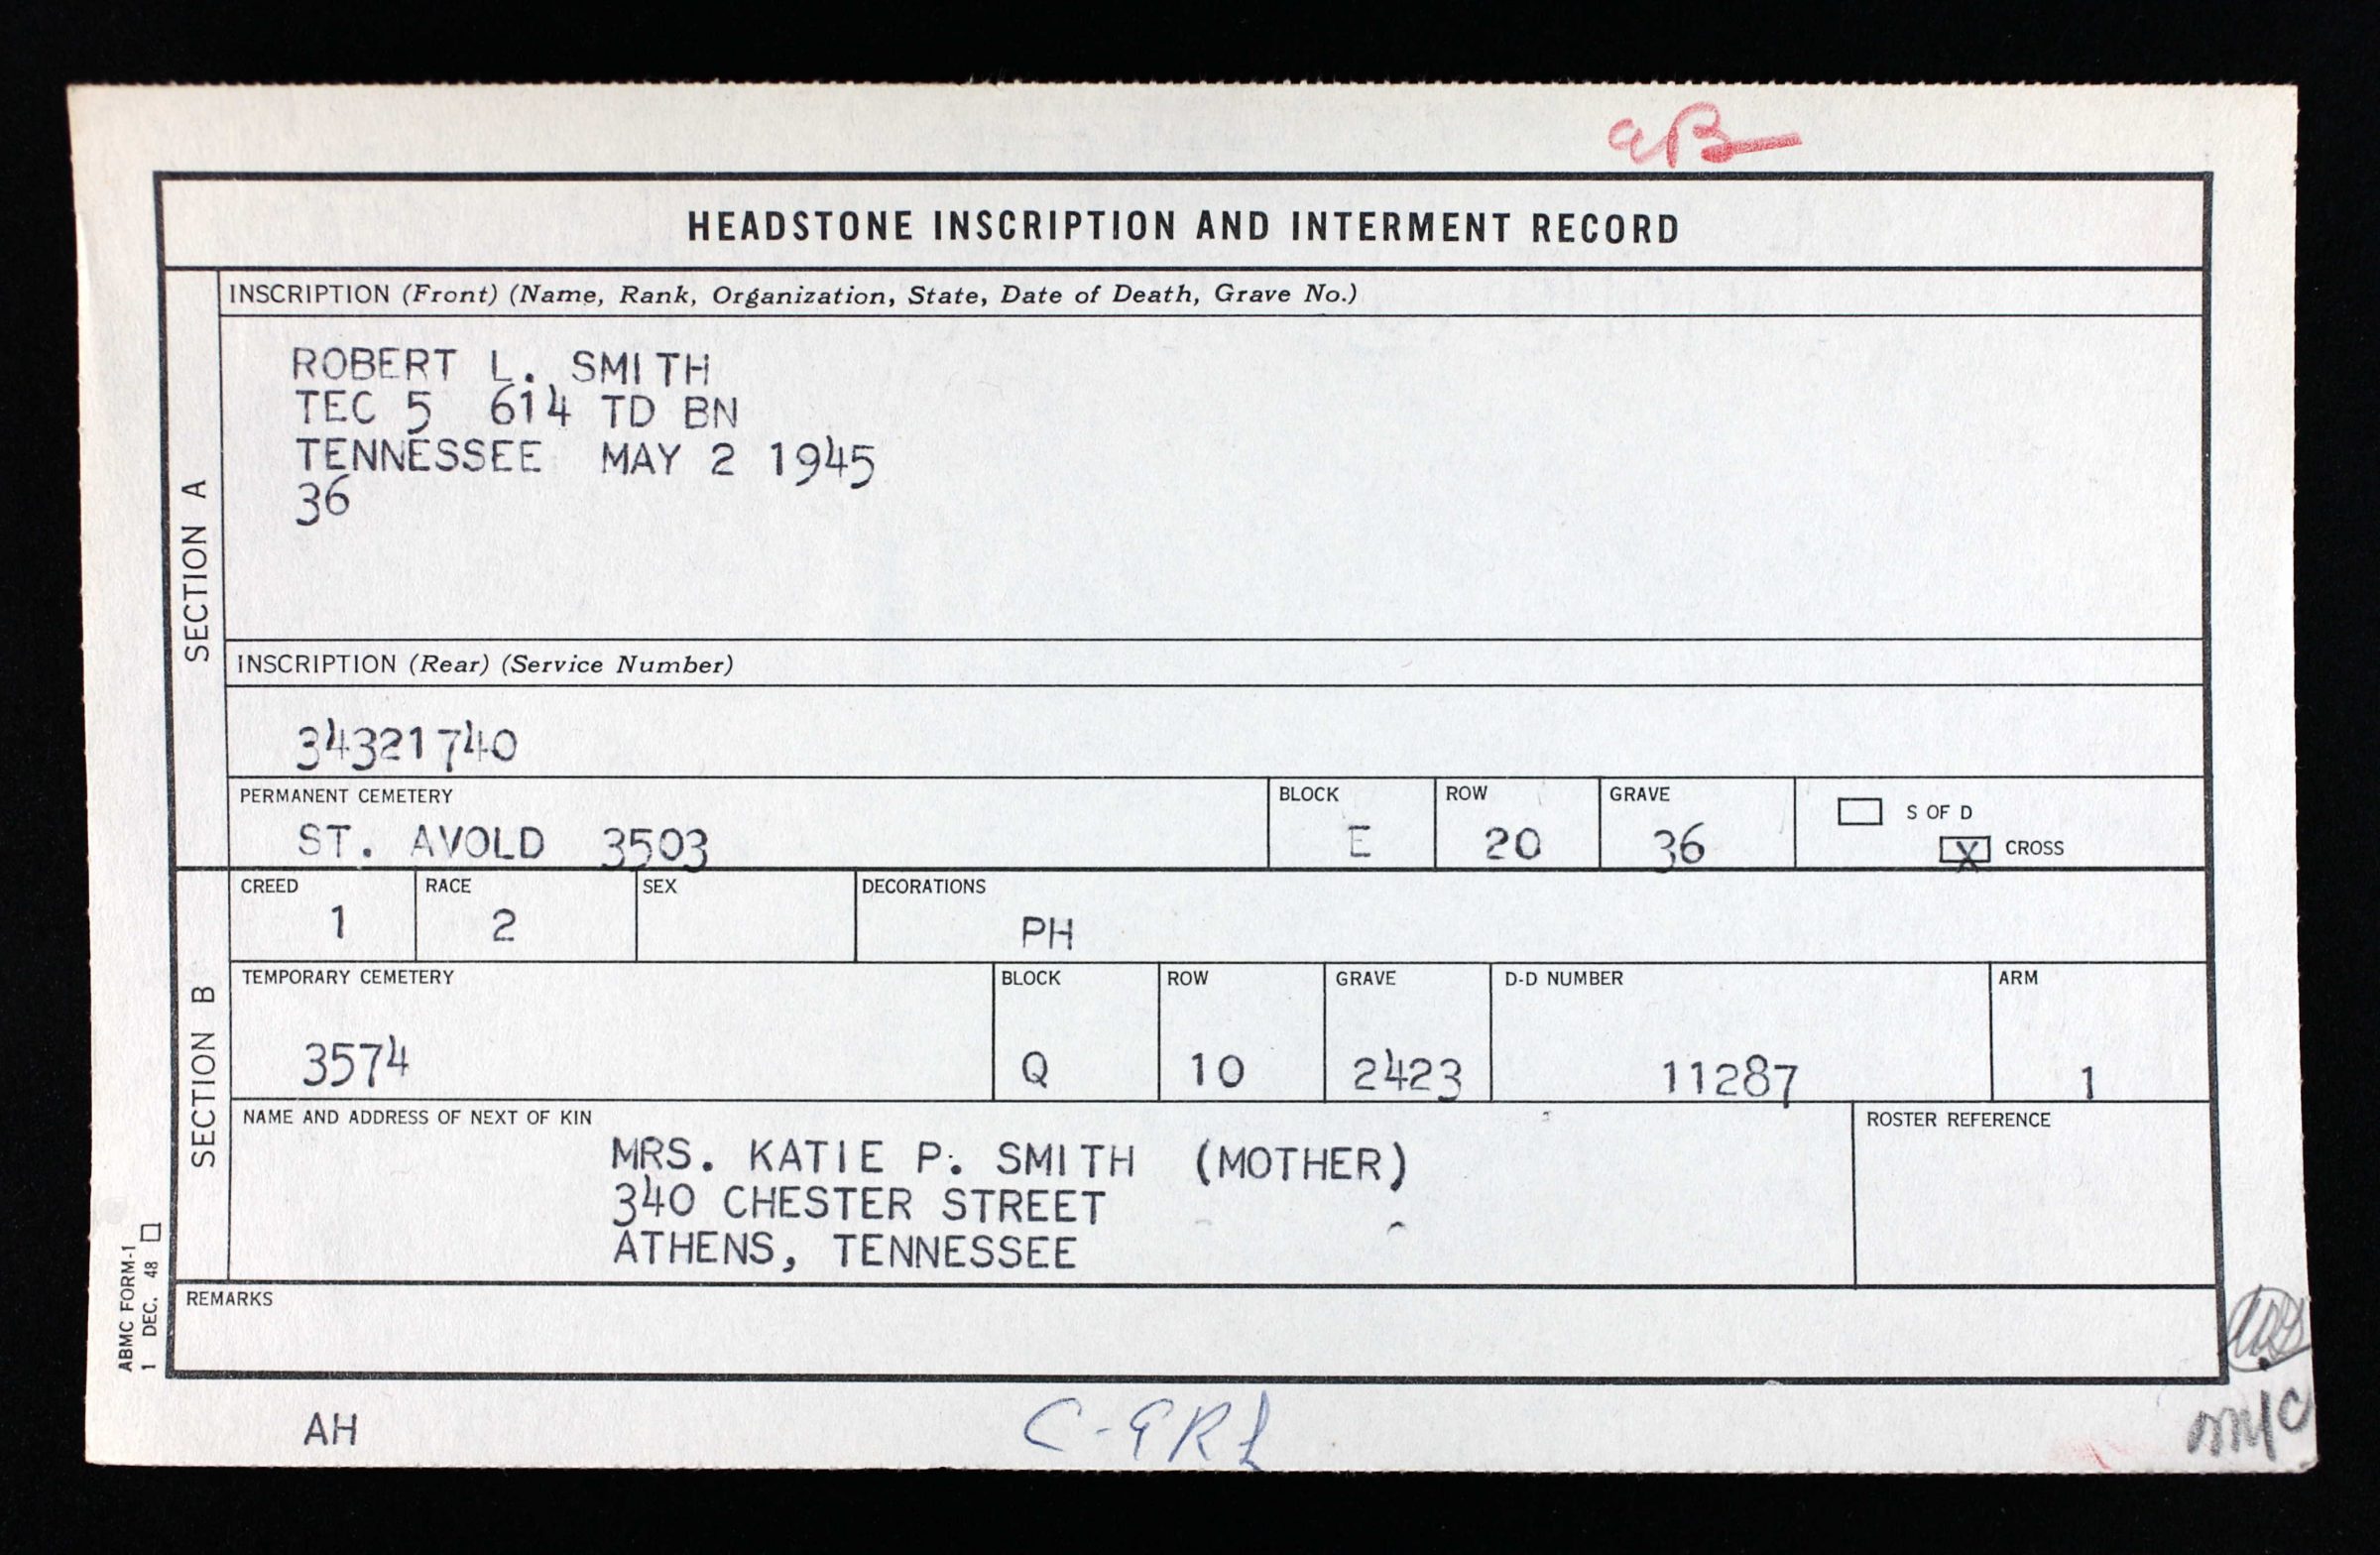 HEADSTONE INSCRIPTION AND INTERMENT RECORD
SECTION A
INSCRIPTION (Front) (Name, Rank, Organization, State, Date of Death, Grave No.)
ROBERT L. SMITH
TEC 5 614 TD BN
TENNESSEE MAY 2 1945
36
INSCRIPTION (Rear) (Service Number)
34321740
PERMANENT CEMETERY BLOCK ROW GRAVE S OF D
ST. AVOLD 3503 E 20 36 X CROSS
SECTION B
CREED RACE SEX DECORATIONS
1 2 PH
TEMPORARY CEMETERY BLOCK ROW GRAVE D-D NUMBER ARM
3574 Q 10 2423 11287 1
NAME AND ADDRESS OF NEXT OF KIN ROSTER REFERENCE
MRS. KATIE P. SMITH (MOTHER)
340 CHESTER STREET
ATHENS, TENNESSEE
REMARKS
ABMC FORM-1
1 DEC. 48
AH